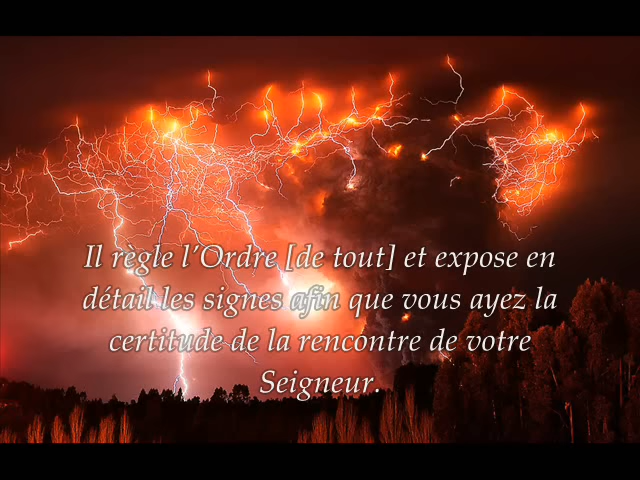 Il règle l'Ordre [de tout] et expose en
détail les signes afin que vous ayez la
certitude de la rencontre de votre
Seigneur.